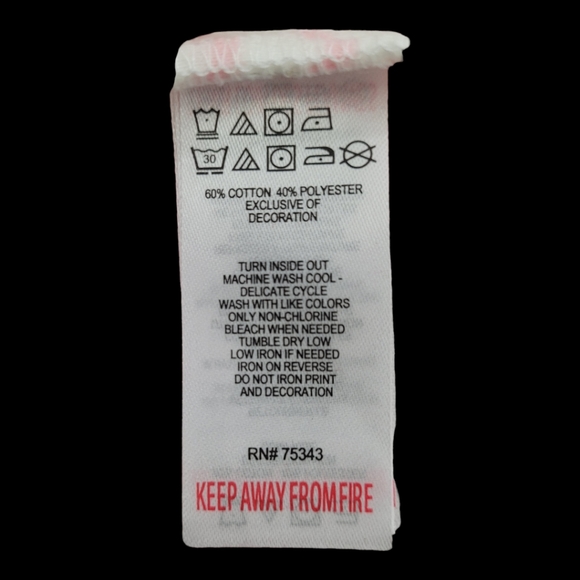 30
60% COTTON 40% POLYESTER
EXCLUSIVE OF
DECORATION
TURN INSIDE OUT
MACHINE WASH COOL -
DELICATE CYCLE
WASH WITH LIKE COLORS
ONLY NON-CHLORINE
BLEACH WHEN NEEDED
TUMBLE DRY LOW
LOW IRON IF NEEDED
IRON ON REVERSE
DO NOT IRON PRINT
AND DECORATION
RN# 75343
KEEP AWAY FROM FIRE